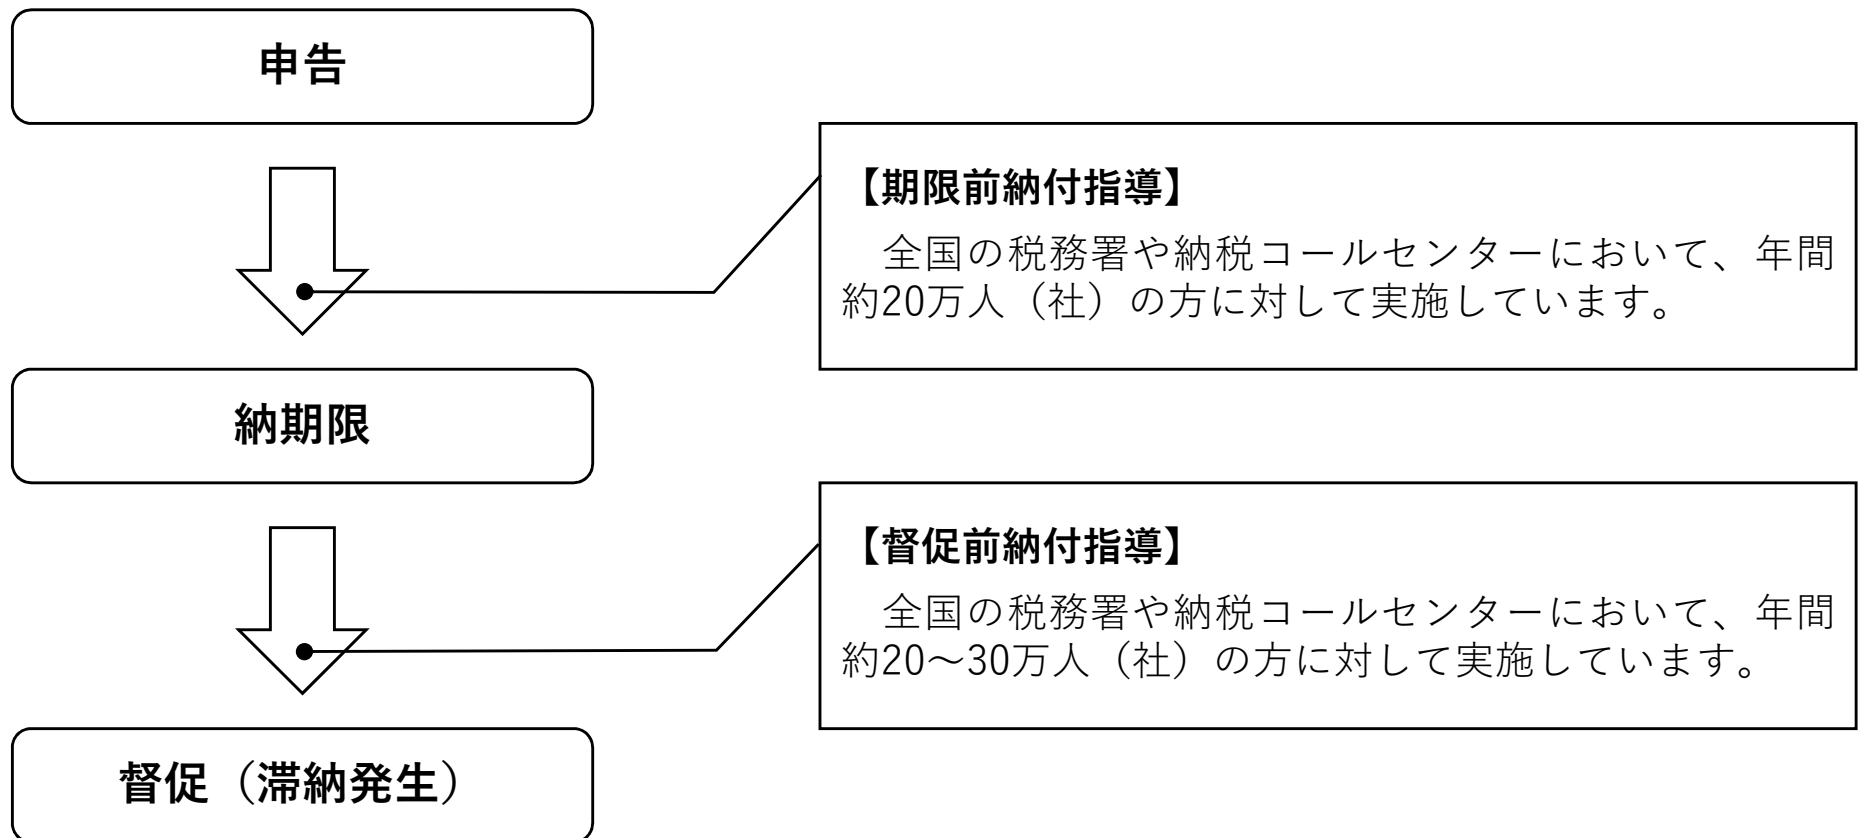 申告
【期限前納付指導】
　全国の税務署や納税コールセンターにおいて、年間
約20万人（社）の方に対して実施しています。
納期限
【督促前納付指導】
　全国の税務署や納税コールセンターにおいて、年間
約20～30万人（社）の方に対して実施しています。
督促（滞納発生）